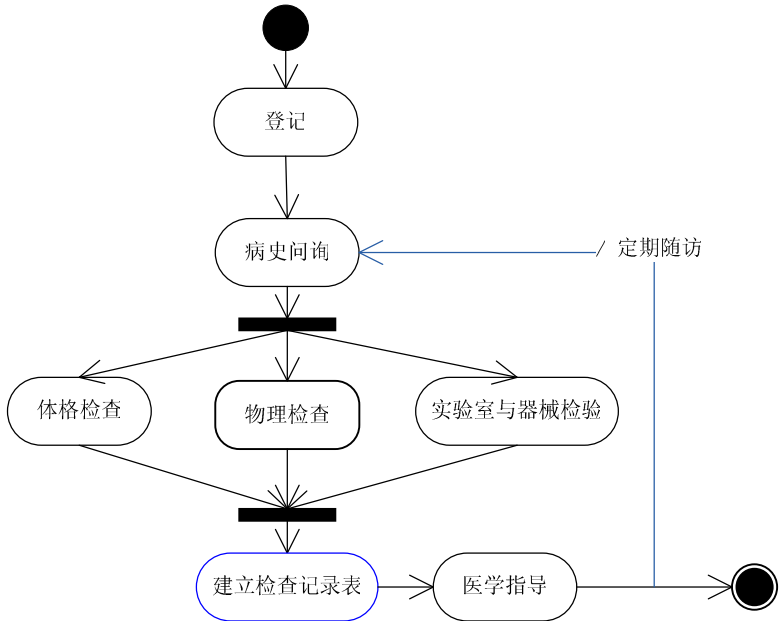 登记
病史问询
/ 定期随访
体格检查
物理检查
实验室与器械检验
建立检查记录表
医学指导